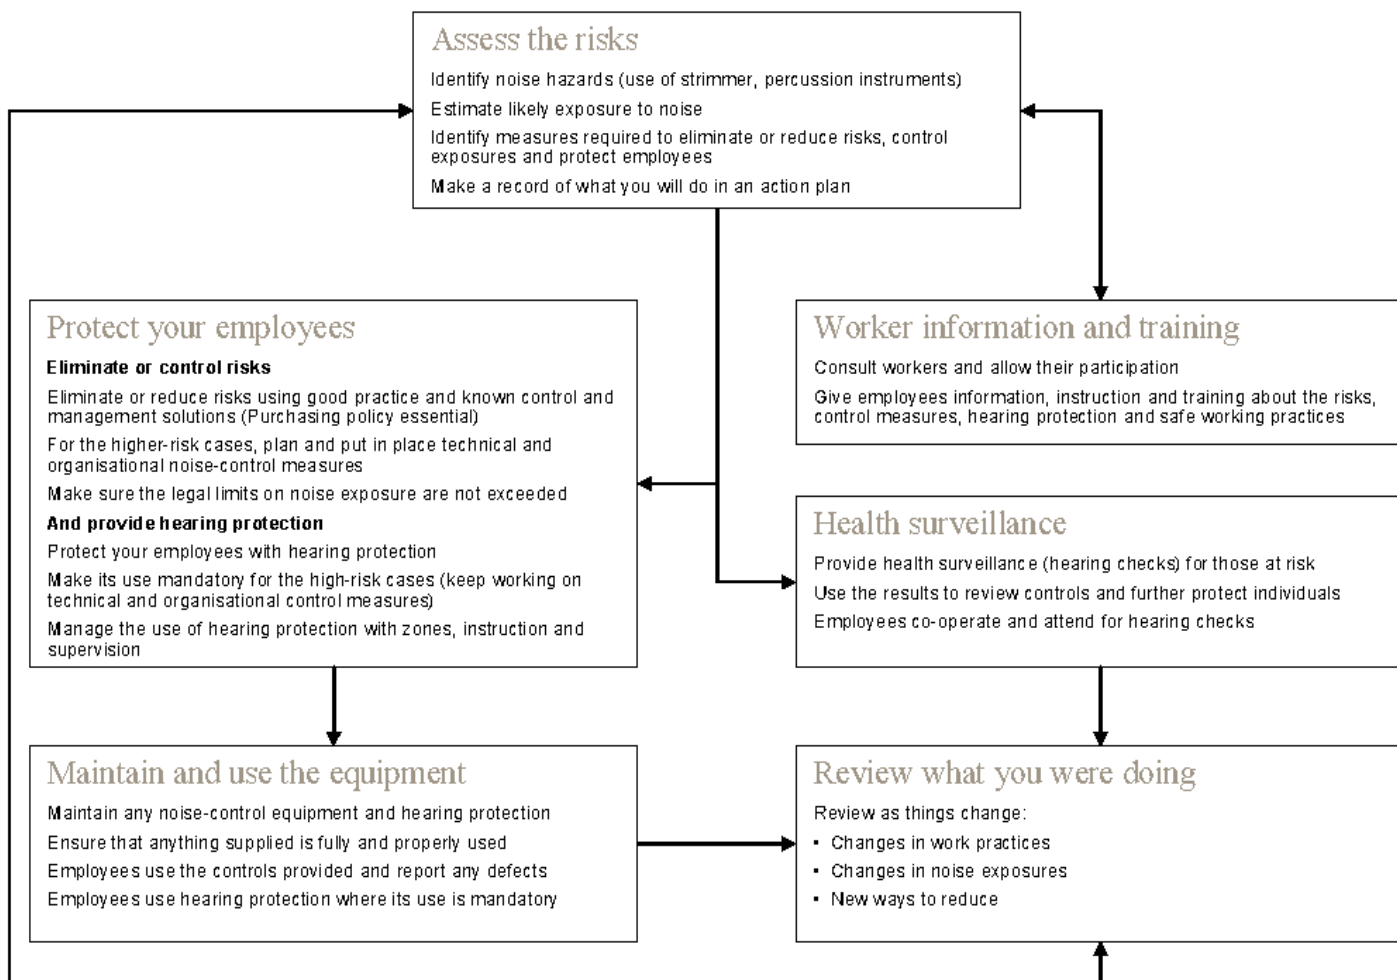 Assess the risks
Identify noise hazards (use of strimmer, percussion instruments)
Estimate likely exposure to noise
Identify measures required to eliminate or reduce risks, control
exposures and protect employees
Make a record of what you will do in an action plan
Protect your employees
Eliminate or control risks
Eliminate or reduce risks using good practice and known control and
management solutions (Purchasing policy essential)
For the higher-risk cases, plan and put in place technical and
organisational noise-control measures
Make sure the legal limits on noise exposure are not exceeded
And provide hearing protection
Protect your employees with hearing protection
Make its use mandatory for the high-risk cases (keep working on
technical and organisational control measures)
Manage the use of hearing protection with zones, instruction and
supervision
Worker information and training
Consult workers and allow their participation
Give employees information, instruction and training about the risks,
control measures, hearing protection and safe working practices
Health surveillance
Provide health surveillance (hearing checks) for those at risk
Use the results to review controls and further protect individuals
Employees co-operate and attend for hearing checks
Maintain and use the equipment
Maintain any noise-control equipment and hearing protection
Ensure that anything supplied is fully and properly used
Employees use the controls provided and report any defects
Employees use hearing protection where its use is mandatory
Review what you were doing
Review as things change:
▪ Changes in work practices
▪ Changes in noise exposures
▪ New ways to reduce